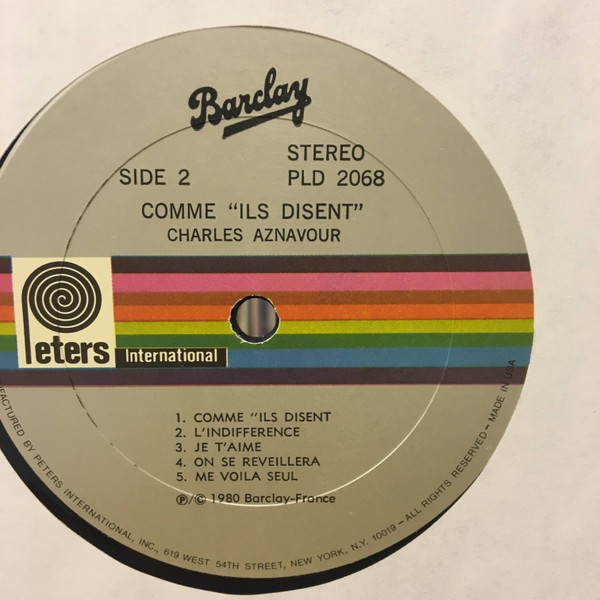 Barclay
STEREO
SIDE 2 PLD 2068
COMME "ILS DISENT"
CHARLES AZNAVOUR
Peters
International
1. COMME "ILS DISENT
2. L'INDIFFERENCE
3. JE T'AIME
4. ON SE REVEILLERA
5. ME VOILA SEUL
Ⓟ/© 1980 Barclay-France
BY PETERS INTERNATIONAL, INC., 619 WEST 54TH STREET, NEW YORK, N.Y. 10019 – ALL RIGHTS RESERVED – MADE IN USA